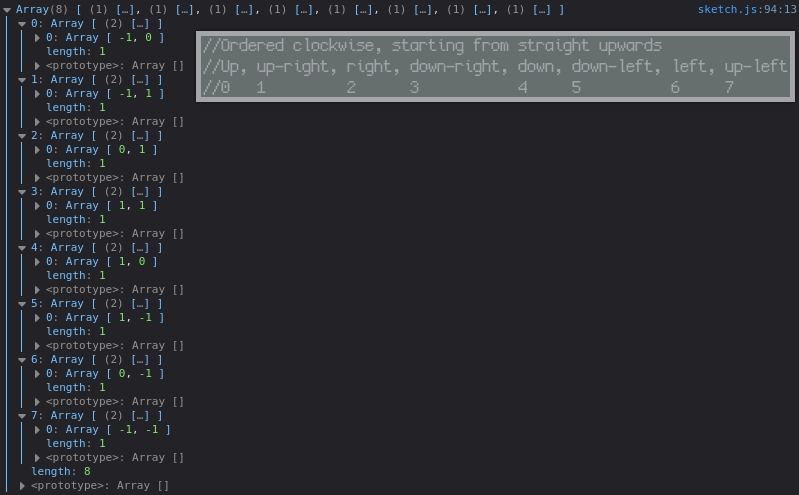 Array(8) [ (1) […], (1) […], (1) […], (1) […], (1) […], (1) […], (1) […], (1) […] ]
sketch.js:94:13
0: Array [ (2) […] ]
0: Array [ -1, 0 ]
length: 1
<prototype>: Array []
//Ordered clockwise, starting from straight upwards
//Up, up-right, right, down-right, down, down-left, left, up-left
//0 1 2 3 4 5 6 7
1: Array [ (2) […] ]
0: Array [ -1, 1 ]
length: 1
<prototype>: Array []
2: Array [ (2) […] ]
0: Array [ 0, 1 ]
length: 1
<prototype>: Array []
3: Array [ (2) […] ]
0: Array [ 1, 1 ]
length: 1
<prototype>: Array []
4: Array [ (2) […] ]
0: Array [ 1, 0 ]
length: 1
<prototype>: Array []
5: Array [ (2) […] ]
0: Array [ 1, -1 ]
length: 1
<prototype>: Array []
6: Array [ (2) […] ]
0: Array [ 0, -1 ]
length: 1
<prototype>: Array []
7: Array [ (2) […] ]
0: Array [ -1, -1 ]
length: 1
<prototype>: Array []
length: 8
<prototype>: Array []